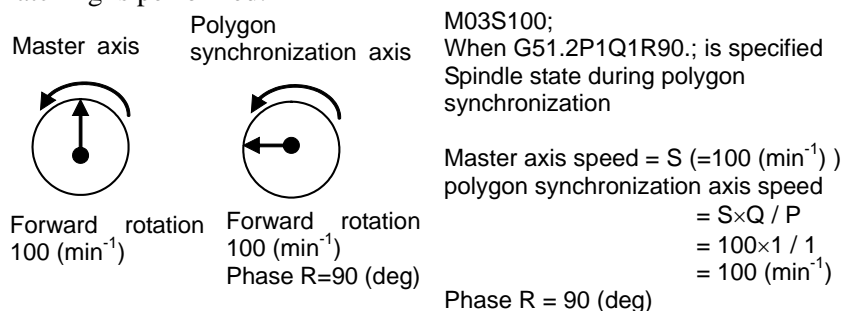 Master axis
Polygon
synchronization axis
Forward rotation
100 (min-1)
Forward rotation
100 (min-1)
Phase R=90 (deg)
M03S100;
When G51.2P1Q1R90.; is specified
Spindle state during polygon
synchronization
Master axis speed = S (=100 (min-1) )
polygon synchronization axis speed
= S×Q / P
= 100×1 / 1
= 100 (min-1)
Phase R = 90 (deg)